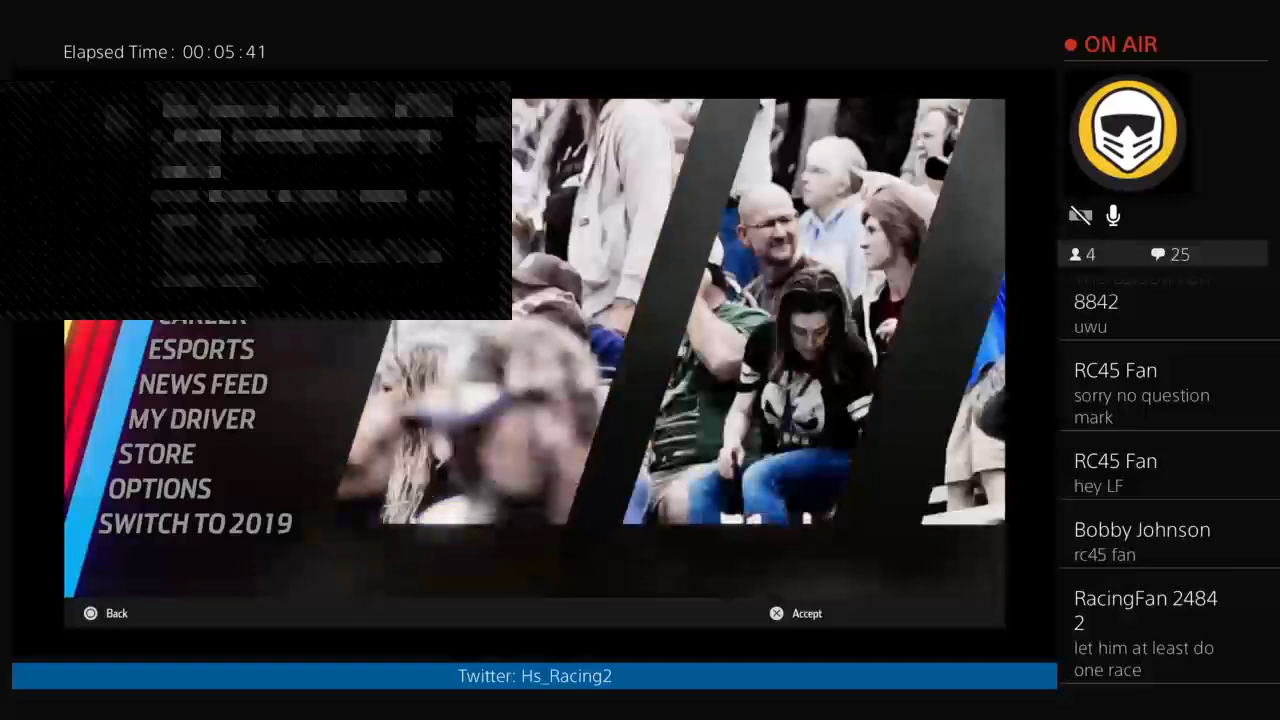 Elapsed Time: 00:05:41
ON AIR
4
25
8842
uwu
RC45 Fan
sorry no question
mark
RC45 Fan
hey LF
Bobby Johnson
rc45 fan
RacingFan 2484
2
let him at least do
one race
CAREER
ESPORTS
NEWS FEED
MY DRIVER
STORE
OPTIONS
SWITCH TO 2019
Back
Accept
Twitter: Hs_Racing2